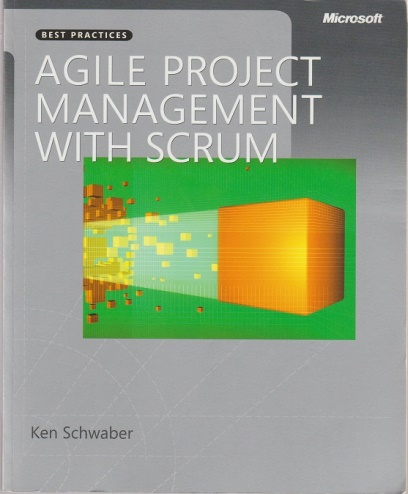 Microsoft
BEST PRACTICES
AGILE PROJECT
MANAGEMENT
WITH SCRUM
Ken Schwaber